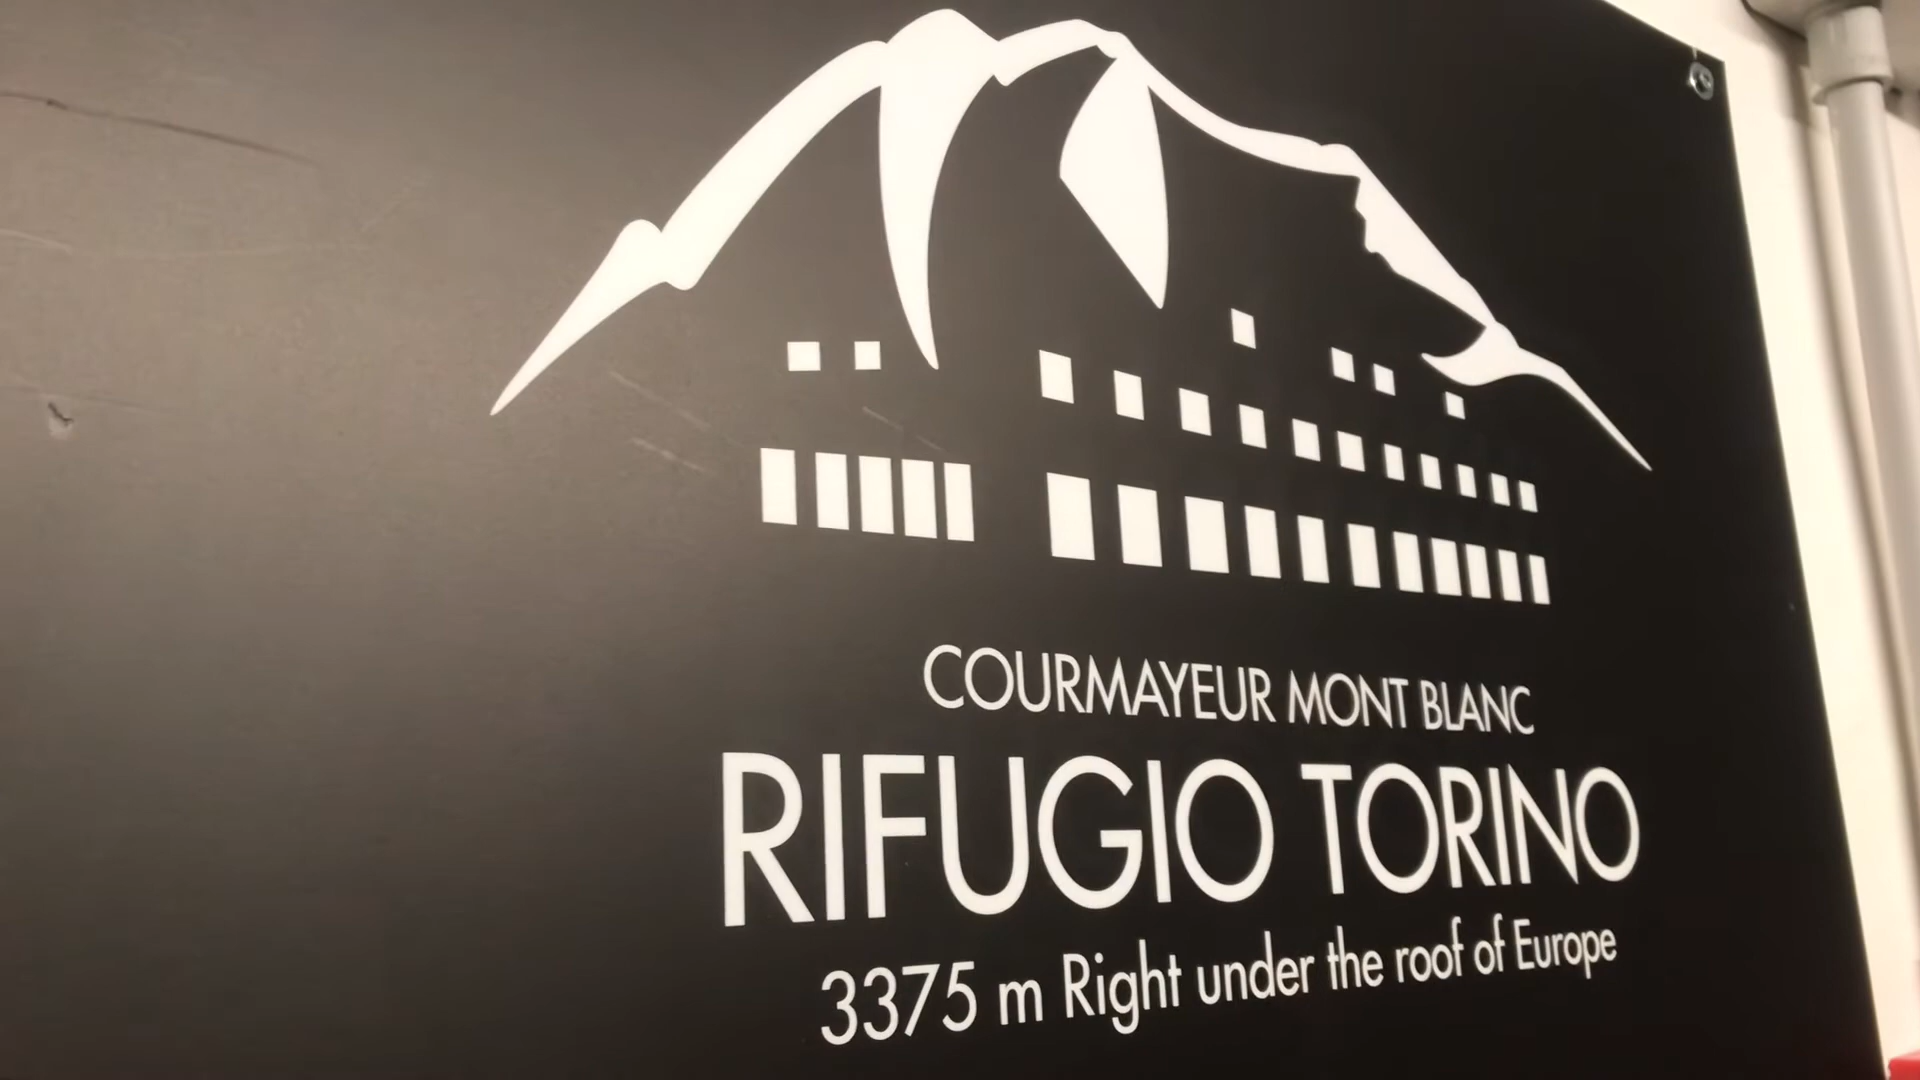 COURMAYEUR MONT BLANC
RIFUGIO TORINO
3375 m Right under the roof of Europe